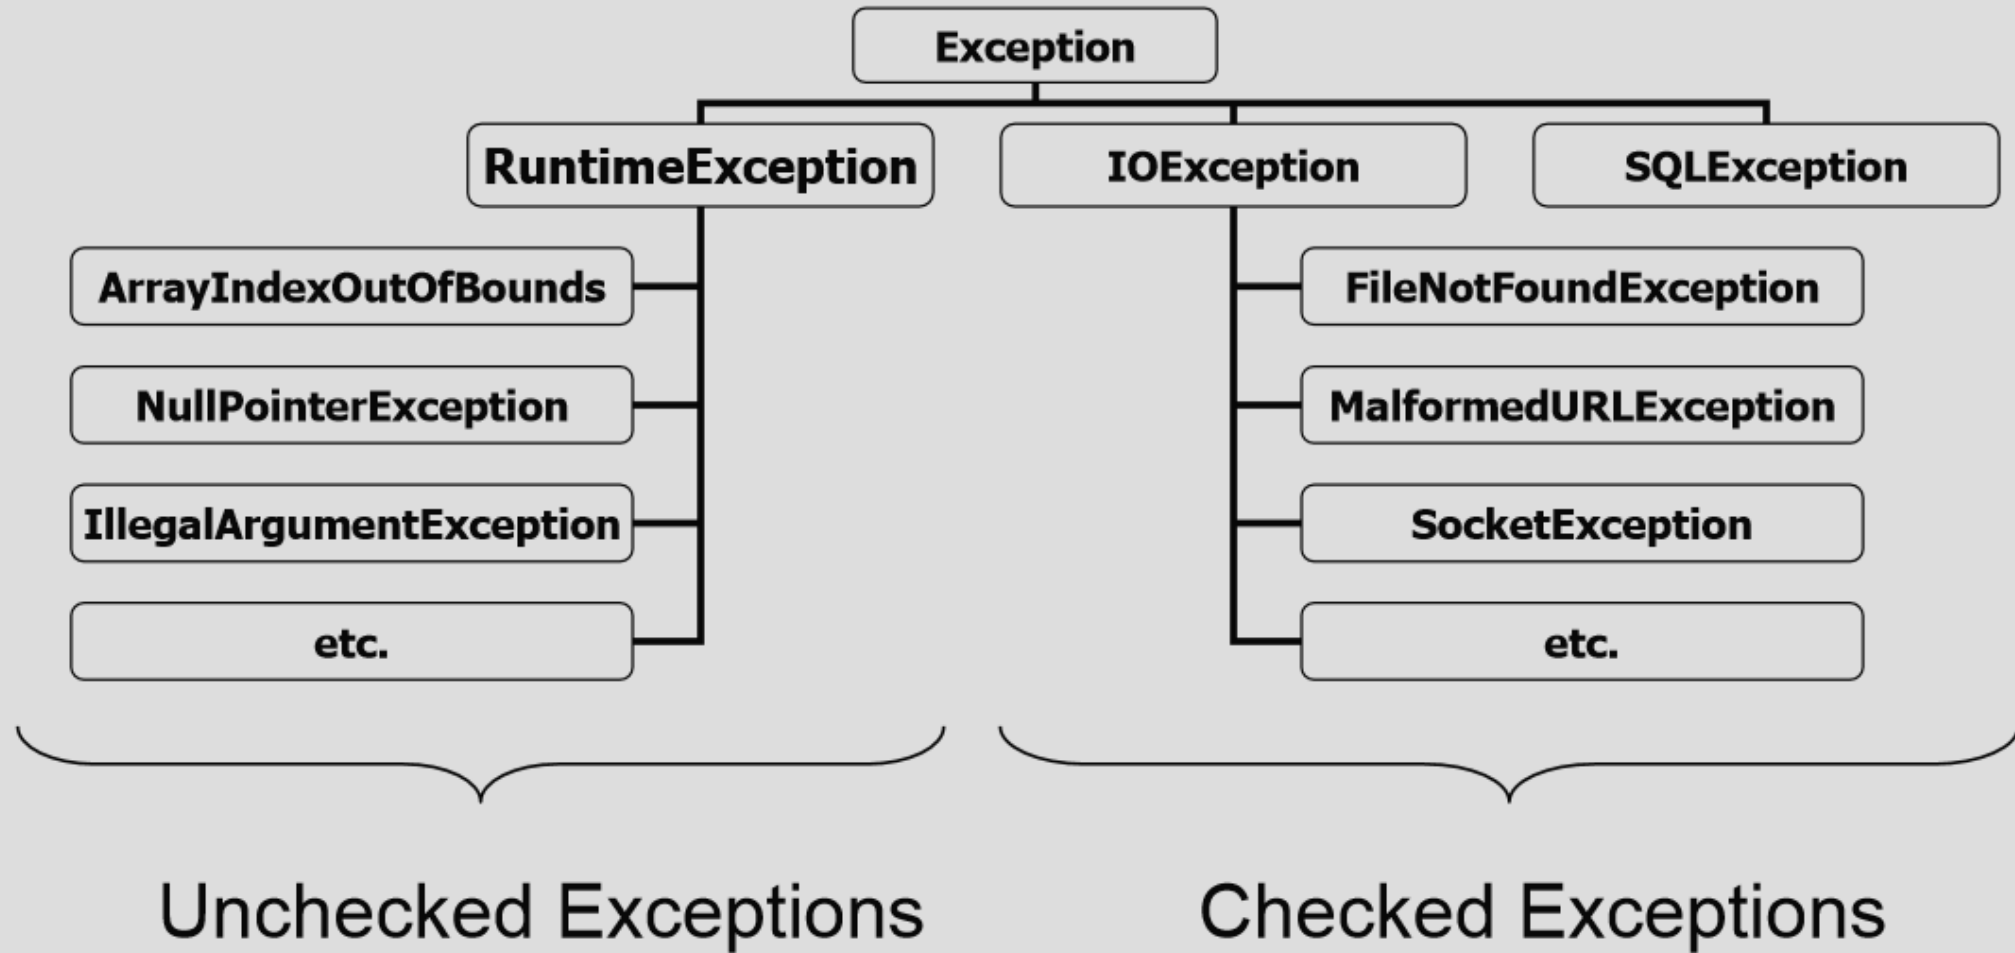 Exception
RuntimeException
IOException
SQLException
ArrayIndexOutOfBounds
NullPointerException
IllegalArgumentException
etc.
FileNotFoundException
MalformedURLException
SocketException
etc.
Unchecked Exceptions
Checked Exceptions